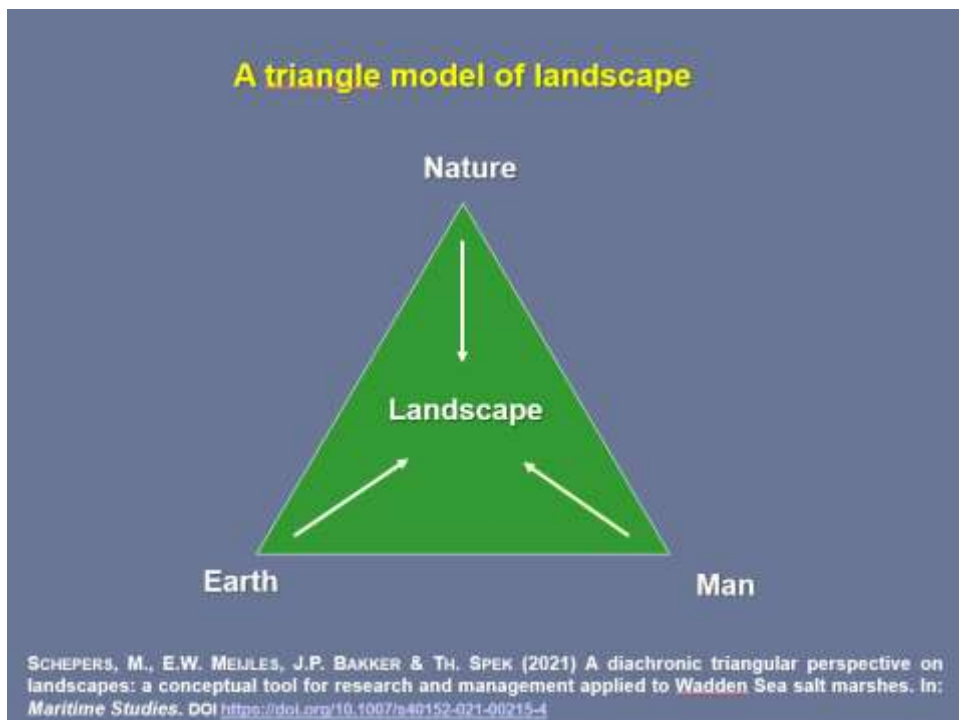 A triangle model of landscape
Nature
Landscape
Earth
Man
SCHEPERS, M., E.W. MEIJLES, J.P. BAKKER & TH. SPEK (2021) A diachronic triangular perspective on
landscapes: a conceptual tool for research and management applied to Wadden Sea salt marshes. In:
Maritime Studies. DOI https://doi.org/10.1007/s40152-021-00215-4